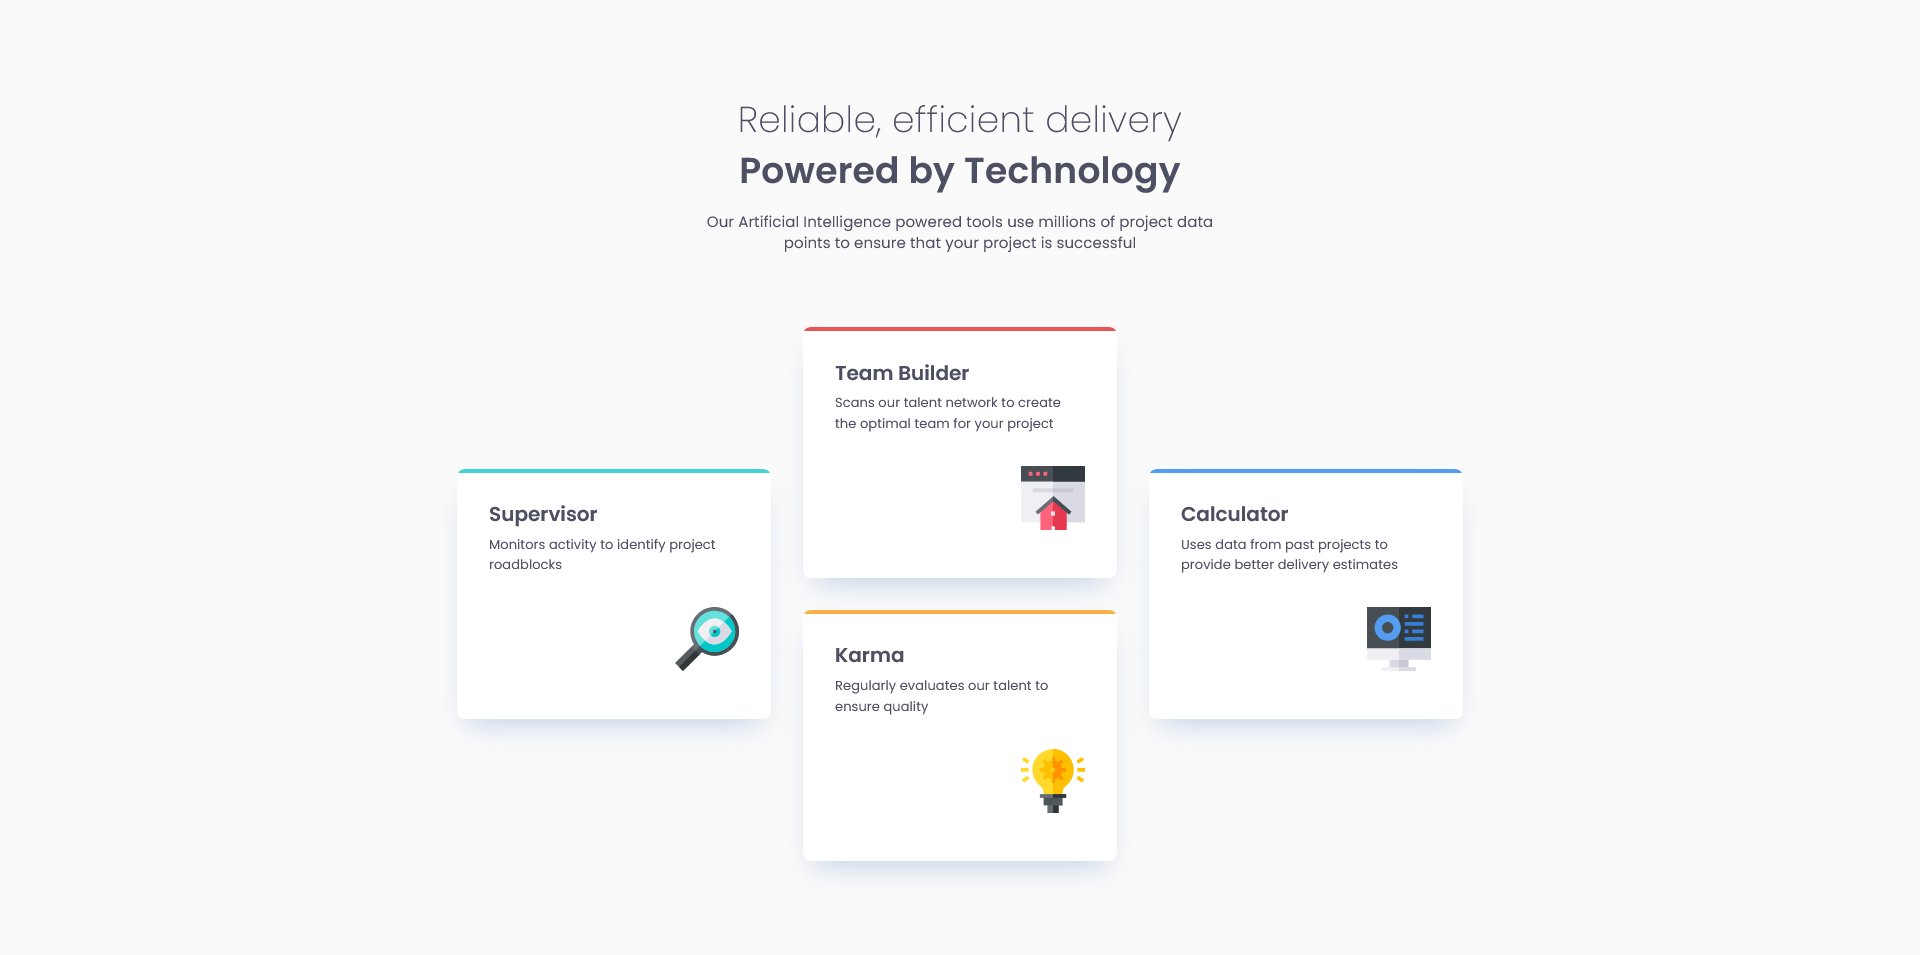 Reliable, efficient delivery
Powered by Technology
Our Artificial Intelligence powered tools use millions of project data
points to ensure that your project is successful
Team Builder
Scans our talent network to create
the optimal team for your project
Supervisor
Monitors activity to identify project
roadblocks
Calculator
Uses data from past projects to
provide better delivery estimates
Karma
Regularly evaluates our talent to
ensure quality